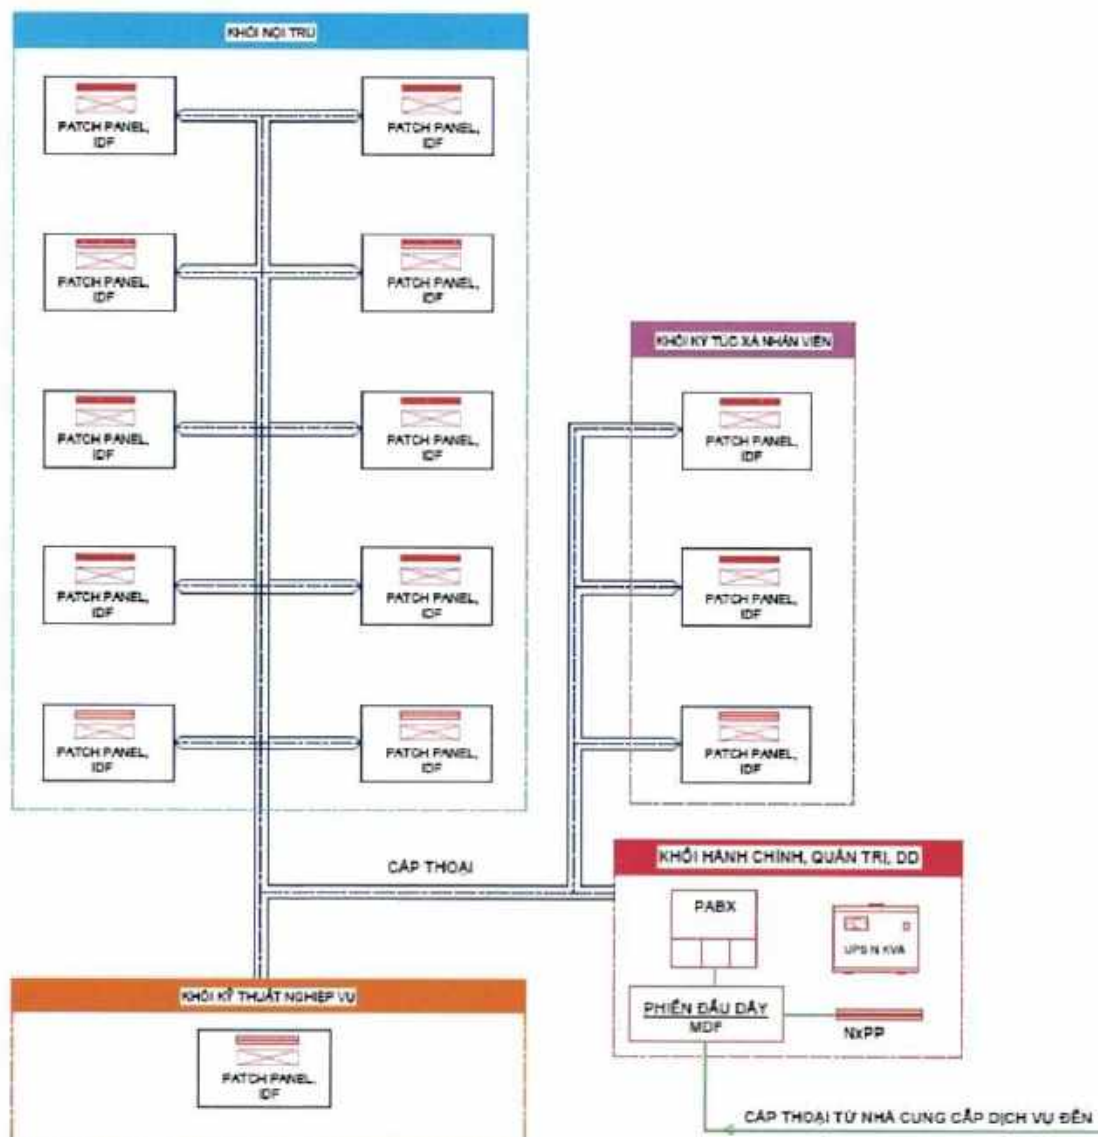 KHỐI NỘI TRÚ
PATCH PANEL,
IDF
PATCH PANEL,
IDF
PATCH PANEL,
IDF
PATCH PANEL,
IDF
KHỐI KÝ TÚC XÁ NHÂN VIÊN
PATCH PANEL,
IDF
PATCH PANEL,
IDF
PATCH PANEL,
IDF
PATCH PANEL,
IDF
PATCH PANEL,
IDF
PATCH PANEL,
IDF
PATCH PANEL,
IDF
PATCH PANEL,
IDF
PATCH PANEL,
IDF
CÁP THOẠI
KHỐI HÀNH CHÍNH, QUẢN TRỊ, DD
PABX
UPS N KVA
PHIẾN ĐẤU DÂY
MDF
NxPP
KHỐI KỸ THUẬT NGHIỆP VỤ
PATCH PANEL,
IDF
CÁP THOẠI TỪ NHÀ CUNG CẤP DỊCH VỤ ĐẾN